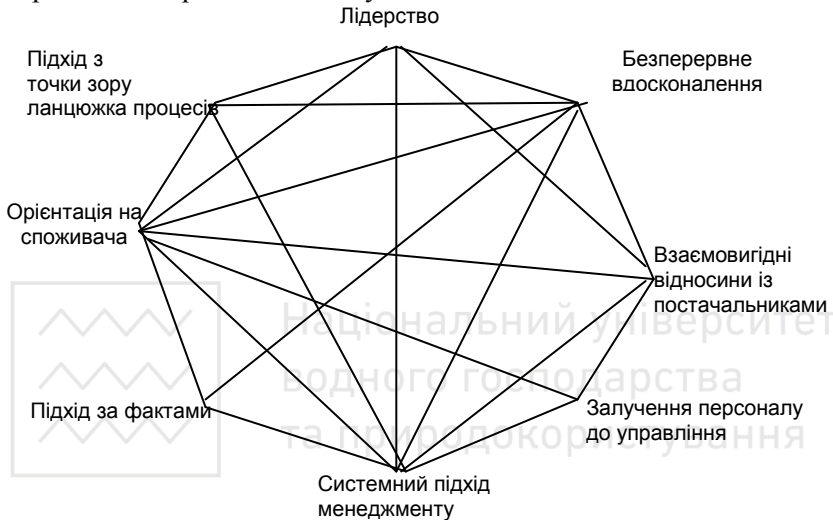 Лідерство
Підхід з
точки зору
ланцюжка процесів
Безперервне
вдосконалення
Орієнтація на
споживача
Взаємовигідні
відносини із
постачальниками
Національний університет
водного господарства
та природокористування
Підхід за фактами
Залучення персоналу
до управління
Системний підхід
менеджменту